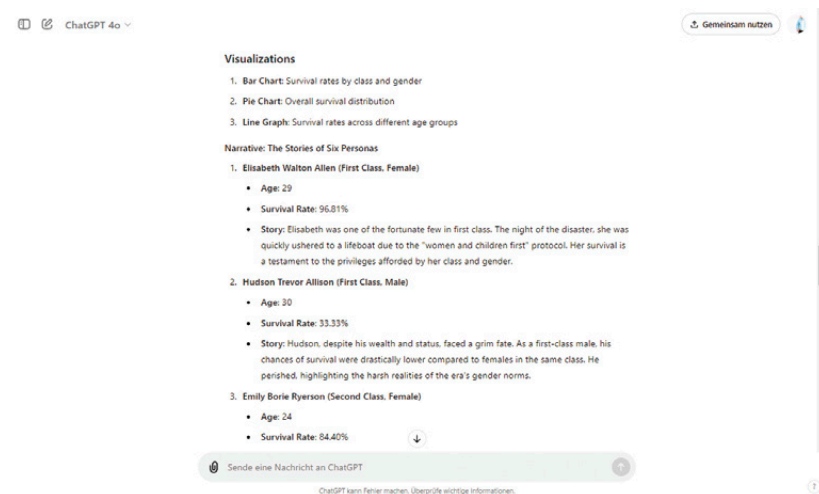 ChatGPT 4o
Gemeinsam nutzen
Visualizations
1. Bar Chart: Survival rates by class and gender
2. Pie Chart: Overall survival distribution
3. Line Graph: Survival rates across different age groups
Narrative: The Stories of Six Personas
1. Elisabeth Walton Allen (First Class, Female)
• Age: 29
• Survival Rate: 96.81%
• Story: Elisabeth was one of the fortunate few in first class. The night of the disaster, she was
quickly ushered to a lifeboat due to the "women and children first" protocol. Her survival is
a testament to the privileges afforded by her class and gender.
2. Hudson Trevor Allison (First Class, Male)
• Age: 30
• Survival Rate: 33.33%
• Story: Hudson, despite his wealth and status, faced a grim fate. As a first-class male, his
chances of survival were drastically lower compared to females in the same class. He
perished, highlighting the harsh realities of the era's gender norms.
3. Emily Borie Ryerson (Second Class, Female)
• Age: 24
• Survival Rate: 84.40%
Sende eine Nachricht an ChatGPT
ChatGPT kann Fehler machen. Überprüfe wichtige Informationen.
?